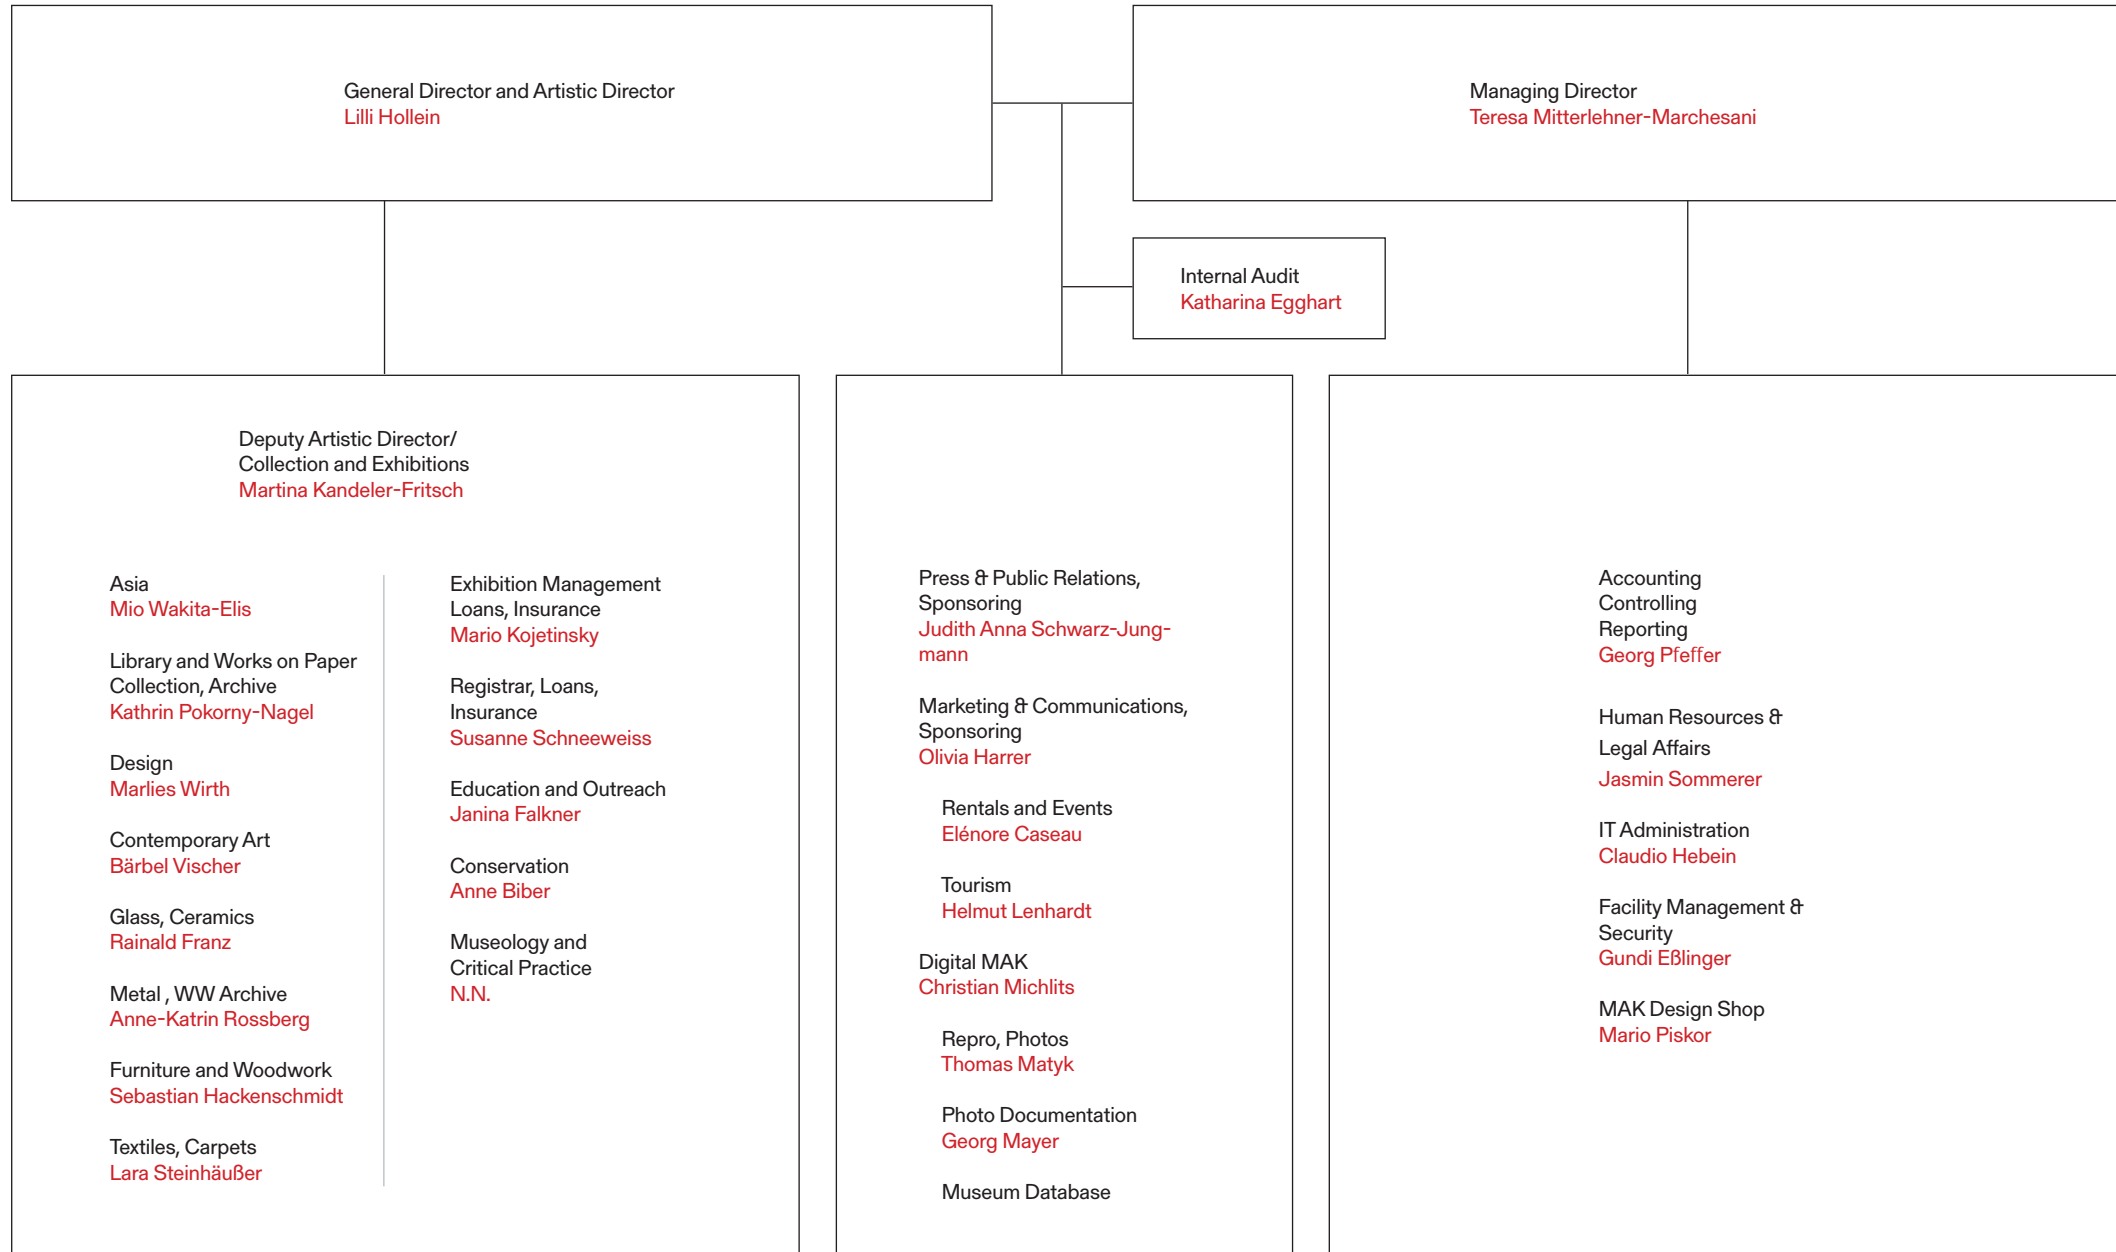 General Director and Artistic Director
Lilli Hollein
Managing Director
Teresa Mitterlehner-Marchesani
Internal Audit
Katharina Egghart
Deputy Artistic Director/
Collection and Exhibitions
Martina Kandeler-Fritsch
Asia
Mio Wakita-Elis
Library and Works on Paper
Collection, Archive
Kathrin Pokorny-Nagel
Design
Marlies Wirth
Contemporary Art
Bärbel Vischer
Glass, Ceramics
Rainald Franz
Metal , WW Archive
Anne-Katrin Rossberg
Furniture and Woodwork
Sebastian Hackenschmidt
Textiles, Carpets
Lara Steinhäußer
Exhibition Management
Loans, Insurance
Mario Kojetinsky
Registrar, Loans,
Insurance
Susanne Schneeweiss
Education and Outreach
Janina Falkner
Conservation
Anne Biber
Museology and
Critical Practice
N.N.
Press & Public Relations,
Sponsoring
Judith Anna Schwarz-Jung-
mann
Marketing & Communications,
Sponsoring
Olivia Harrer
Rentals and Events
Elénore Caseau
Tourism
Helmut Lenhardt
Digital MAK
Christian Michlits
Repro, Photos
Thomas Matyk
Photo Documentation
Georg Mayer
Museum Database
Accounting
Controlling
Reporting
Georg Pfeffer
Human Resources &
Legal Affairs
Jasmin Sommerer
IT Administration
Claudio Hebein
Facility Management &
Security
Gundi Eßlinger
MAK Design Shop
Mario Piskor